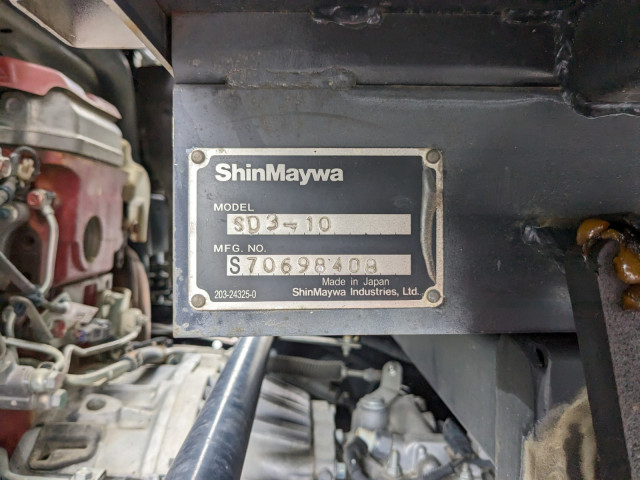 ShinMaywa
MODEL
SD3-10
MFG. NO.
S70698408
Made in Japan
203-24325-0 ShinMaywa Industries, Ltd.